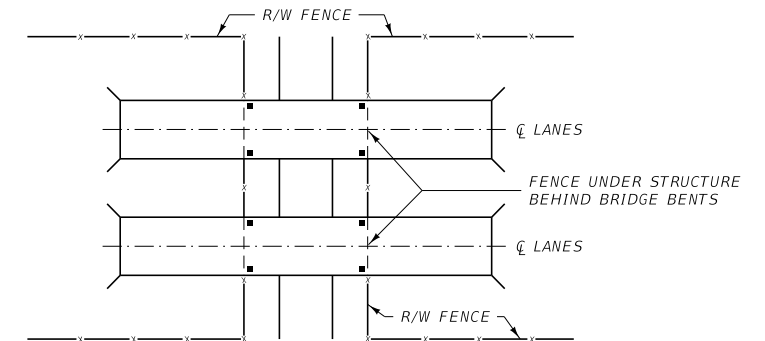 R/W FENCE
℄ LANES
FENCE UNDER STRUCTURE
BEHIND BRIDGE BENTS
℄ LANES
R/W FENCE